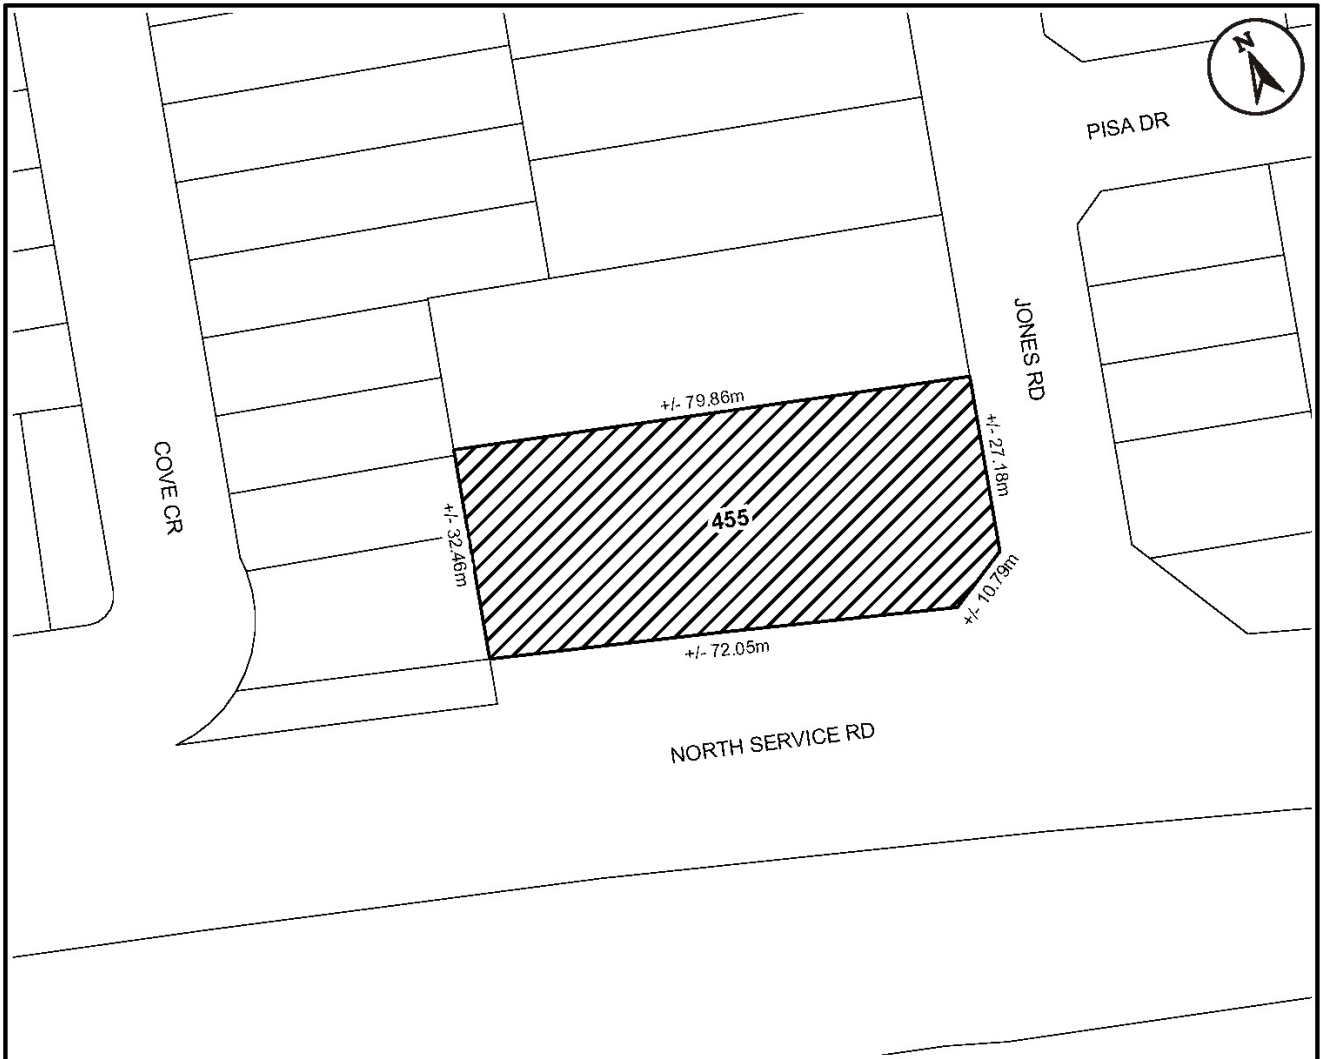 N
PISA DR
JONES RD
+/- 79.86m
+/- 27.18m
COVE CR
+/- 32.46m
455
+/- 10.79m
+/- 72.05m
NORTH SERVICE RD